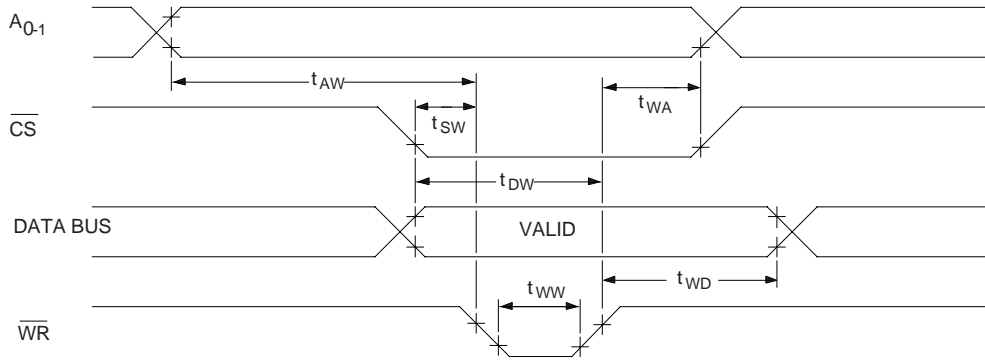 A0-1
tAW
tWA
CS
tSW
tDW
DATA BUS
VALID
tWD
tWW
WR